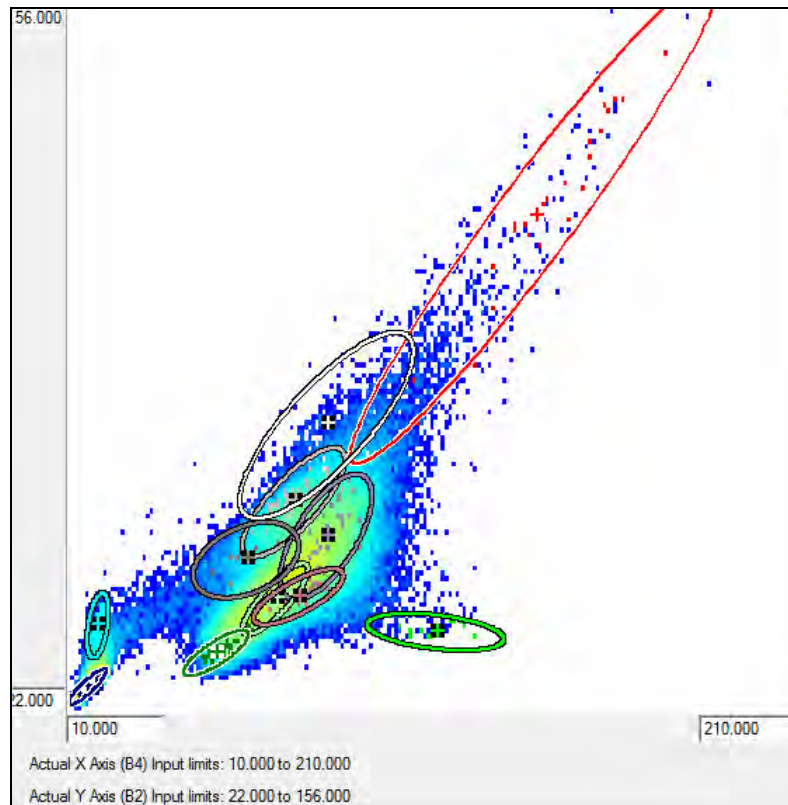 56.000
22.000
10.000
210.000
Actual X Axis (B4) Input limits: 10.000 to 210.000
Actual Y Axis (B2) Input limits: 22.000 to 156.000